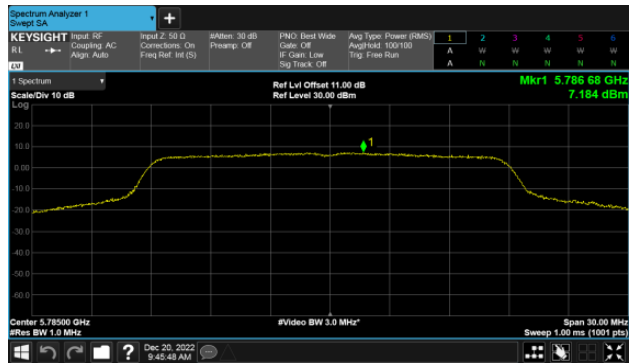 Spectrum Analyzer 1
Swept SA
+
KEYSIGHT Input: RF Input Z: 50 Ω #Atten: 30 dB PNO: Best Wide Avg Type: Power (RMS) 1 2 3 4 5 6
R L Coupling: AC Corrections: On Preamp: Off Gate: Off Avg|Hold: 100/100 A W W W W W
Align: Auto Freq Ref: Int (S) IF Gain: Low Trig: Free Run
LXI Sig Track: Off A N N N N N
1 Spectrum Ref Lvl Offset 11.00 dB Mkr1 5.786 68 GHz
Scale/Div 10 dB Ref Level 30.00 dBm 7.184 dBm
Log
20.0
10.0
1
0.00
-10.0
-20.0
-30.0
-40.0
-50.0
-60.0
Center 5.78500 GHz #Video BW 3.0 MHz* Span 30.00 MHz
#Res BW 1.0 MHz Sweep 1.00 ms (1001 pts)
? Dec 20, 2022
9:45:48 AM